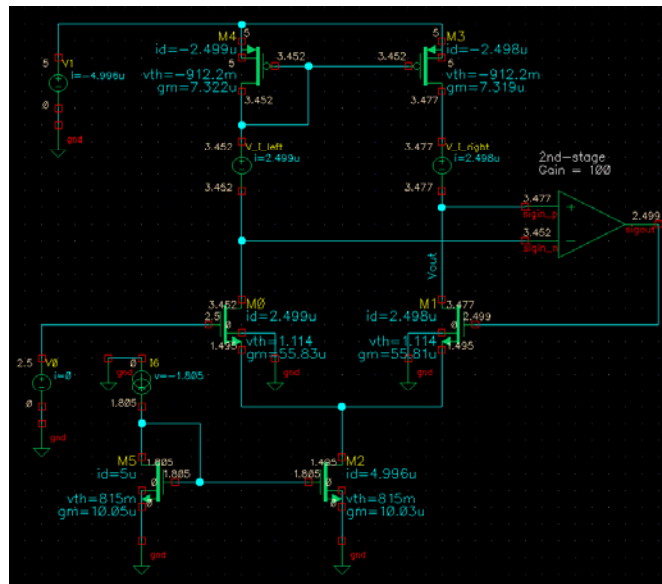 M4
5
id=-2.499u
5
vth=-912.2m
gm=7.322u
3.452
3.452
M3
5
id=-2.498u
5
vth=-912.2m
gm=7.319u
3.452
3.477
5
V1
i=-4.996u
0
gnd
3.452
V_I_left
i=2.499u
3.452
3.477
V_I_right
i=2.498u
3.477
2nd-stage
Gain = 100
3.477
sigin_p
+
3.452
sigin_n
-
2.499
sigout
Vout
3.452
M0
2.5
id=2.499u
0
vth=1.114
1.495
gm=55.83u
gnd
3.477
M1
2.499
id=2.498u
0
vth=1.114
1.495
gm=55.81u
gnd
2.5
V0
i=0
0
gnd
0
I6
v=-1.805
gnd
1.805
M5
1.805
id=5u
1.805
0
vth=815m
0
gm=10.05u
gnd
M2
1.495
id=4.996u
1.805
0
vth=815m
0
gm=10.03u
gnd